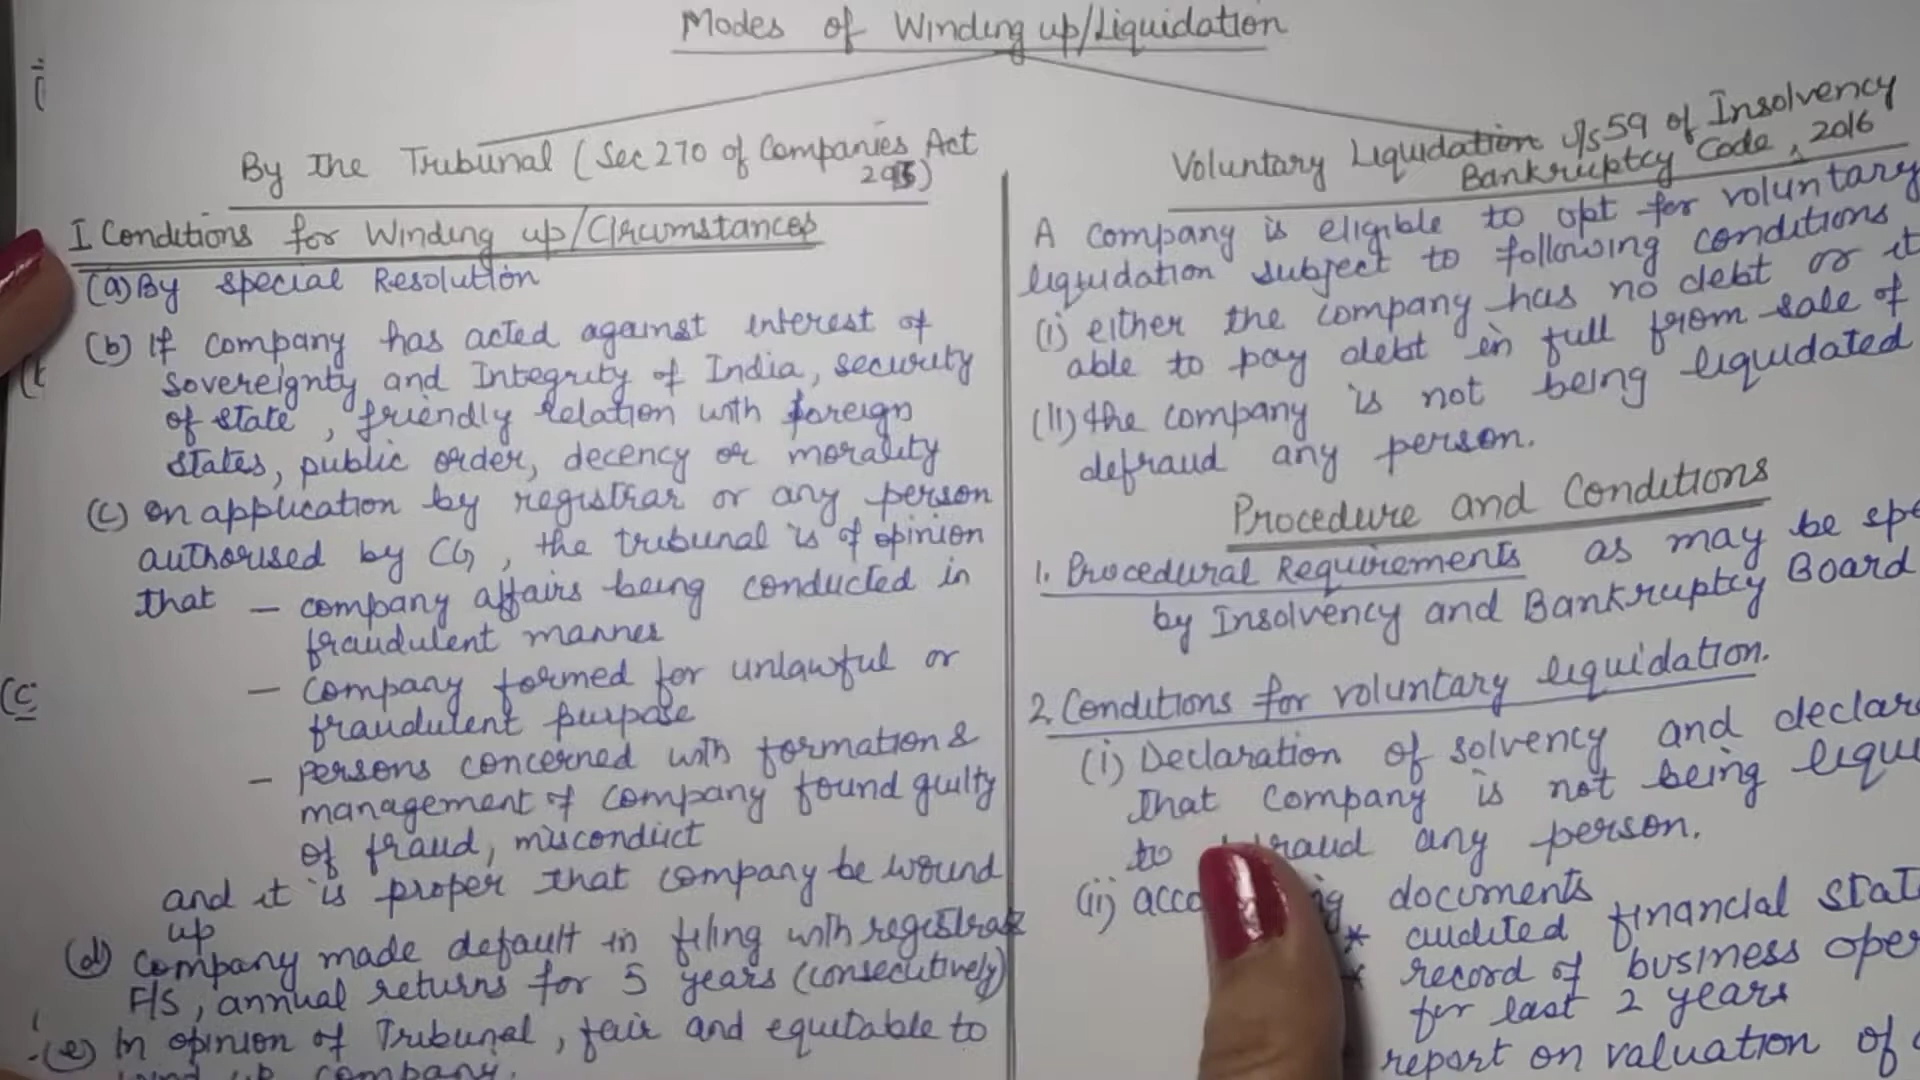 Modes of Winding up/Liquidation
By the Tribunal (Sec 270 of Companies Act
2013)
I Conditions for Winding up/Circumstances
(a) By special Resolution
(b) If company has acted against interest of
sovereignty and Integrity of India, security
of state, friendly relation with foreign
states, public order, decency or morality
(c) on application by registrar or any person
authorised by CG, the tribunal is of opinion
that – company affairs being conducted in
fraudulent manner
– company formed for unlawful or
fraudulent purpose
– persons concerned with formation &
management of company found guilty
of fraud, misconduct
and it is proper that company be wound
up
(d) company made default in filing with registrar
F/S, annual returns for 5 years (consecutively)
(e) In opinion of Tribunal, fair and equitable to
wind up company.
Voluntary Liquidation u/s 59 of Insolvency
Bankruptcy Code, 2016
A company is eligible to opt for voluntary
liquidation subject to following conditions
(i) either the company has no debt or it
able to pay debt in full from sale of
(ii) the company is not being liquidated
defraud any person.
Procedure and Conditions
1. Procedural Requirements as may be spe
by Insolvency and Bankruptcy Board
2. Conditions for voluntary liquidation.
(i) Declaration of solvency and declar
that company is not being liqui
to raud any person.
(ii) acco ng documents
* audited financial stat
* record of business oper
for last 2 years
report on valuation of